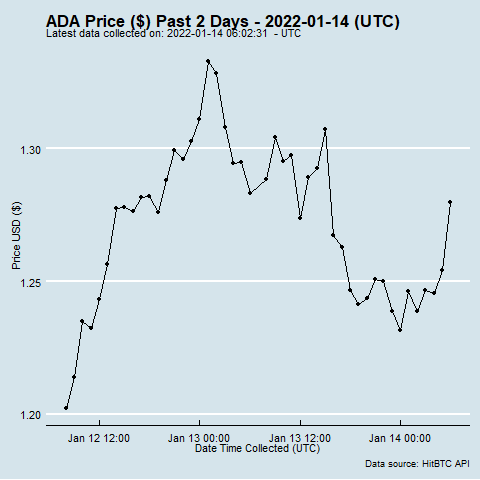 ADA Price ($) Past 2 Days - 2022-01-14 (UTC)
Latest data collected on: 2022-01-14 06:02:31 - UTC
Price USD ($)
1.30
1.25
1.20
Jan 12 12:00
Jan 13 00:00
Jan 13 12:00
Jan 14 00:00
Date Time Collected (UTC)
Data source: HitBTC API